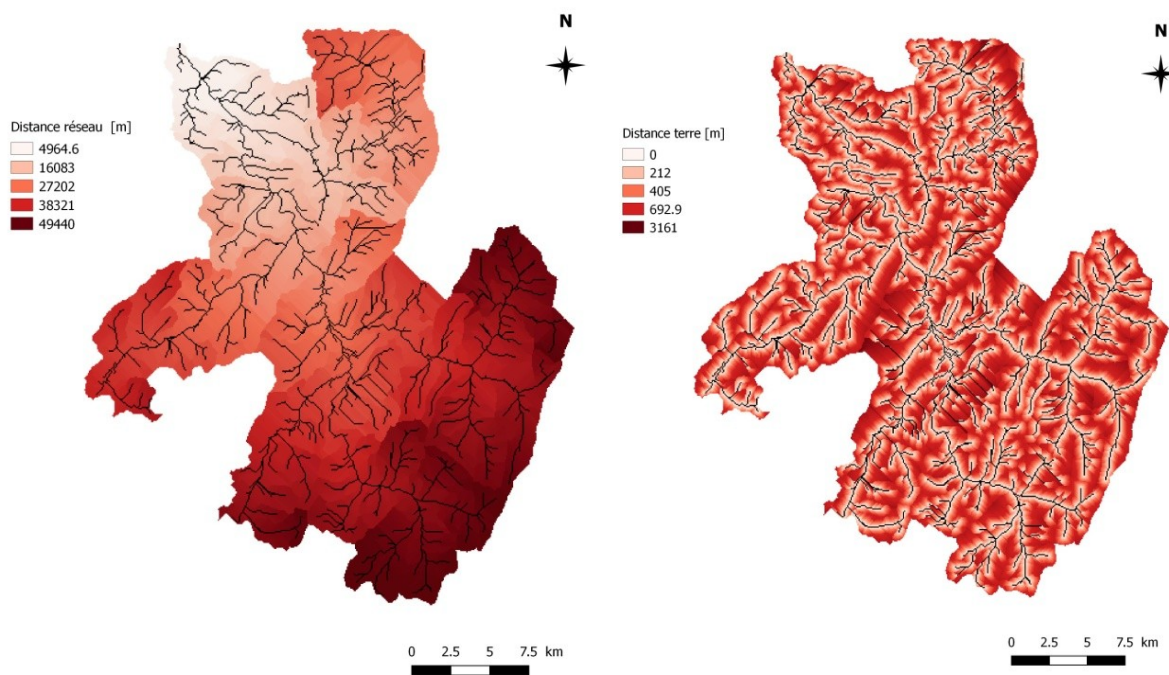 N
Distance réseau [m]
4964.6
16083
27202
38321
49440
0 2.5 5 7.5 km
N
Distance terre [m]
0
212
405
692.9
3161
0 2.5 5 7.5 km